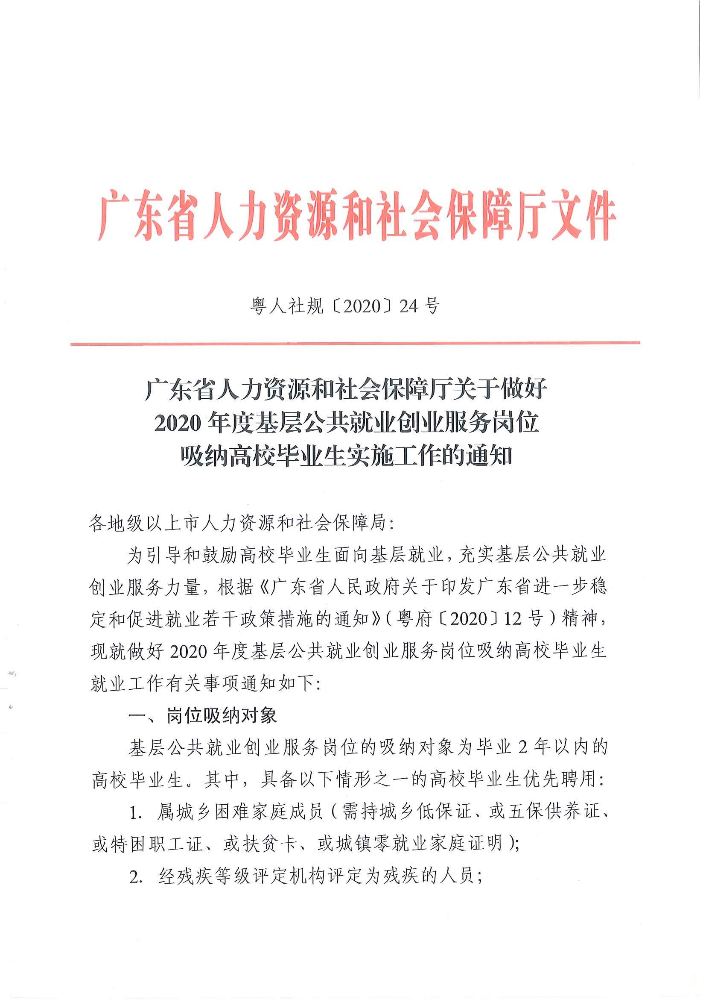 广东省人力资源和社会保障厅文件
粤人社规〔2020〕24号
广东省人力资源和社会保障厅关于做好
2020年度基层公共就业创业服务岗位
吸纳高校毕业生实施工作的通知
各地级以上市人力资源和社会保障局：
为引导和鼓励高校毕业生面向基层就业，充实基层公共就业
创业服务力量，根据《广东省人民政府关于印发广东省进一步稳
定和促进就业若干政策措施的通知》（粤府〔2020〕12号）精神，
现就做好2020年度基层公共就业创业服务岗位吸纳高校毕业生
就业工作有关事项通知如下：
一、岗位吸纳对象
基层公共就业创业服务岗位的吸纳对象为毕业2年以内的
高校毕业生。其中，具备以下情形之一的高校毕业生优先聘用：
1. 属城乡困难家庭成员（需持城乡低保证、或五保供养证、
或特困职工证、或扶贫卡、或城镇零就业家庭证明）；
2. 经残疾等级评定机构评定为残疾的人员；